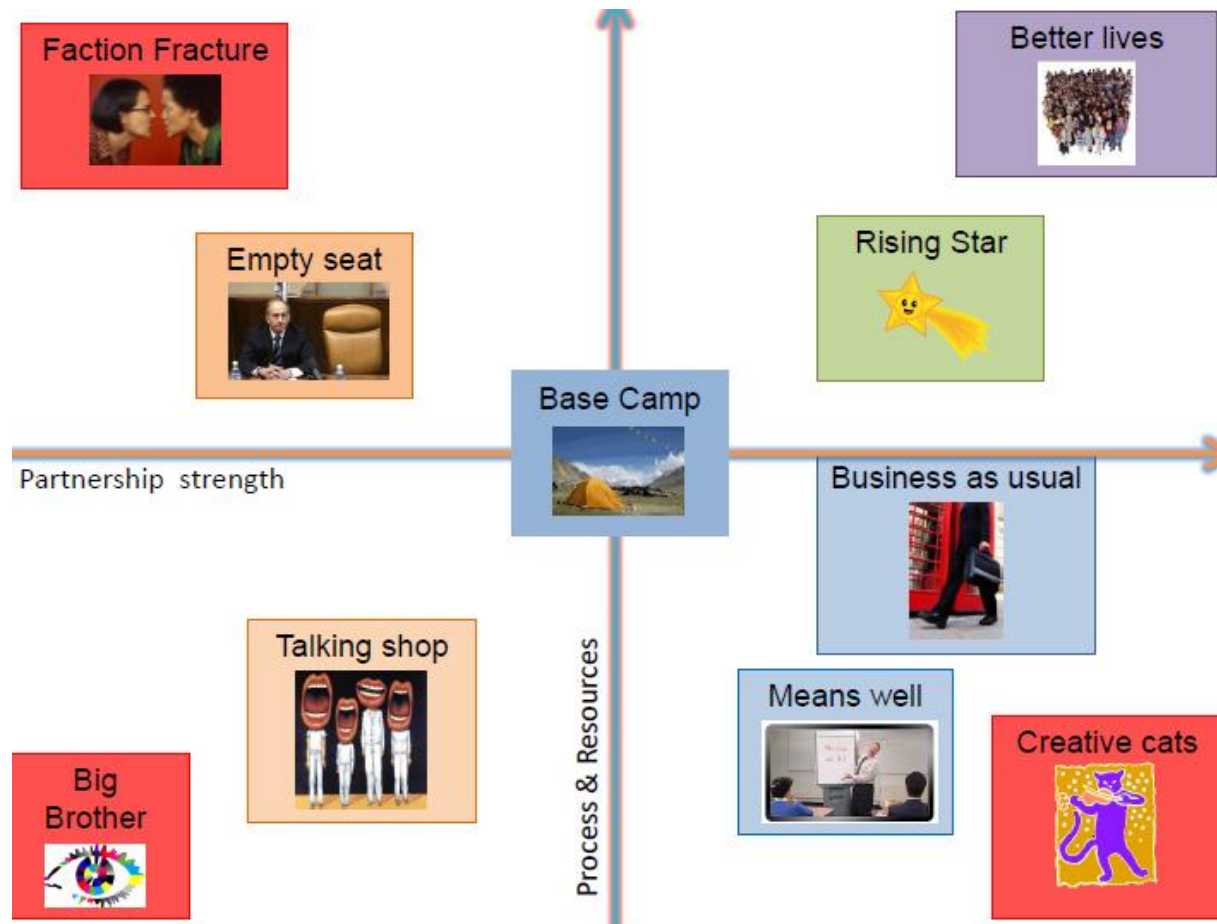 Faction Fracture
Better lives
Empty seat
Rising Star
Base Camp
Partnership strength
Business as usual
Talking shop
Process & Resources
Means well
Creative cats
Big
Brother